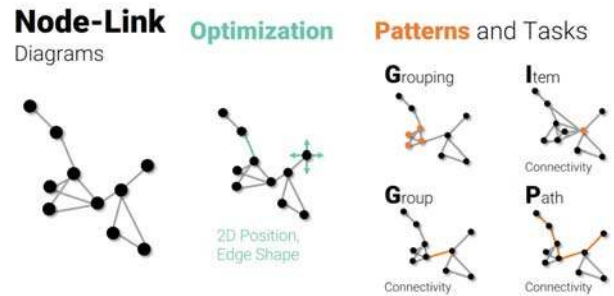 Node-Link
Diagrams
Optimization
2D Position,
Edge Shape
Patterns and Tasks
Grouping
Item
Connectivity
Group
Connectivity
Path
Connectivity